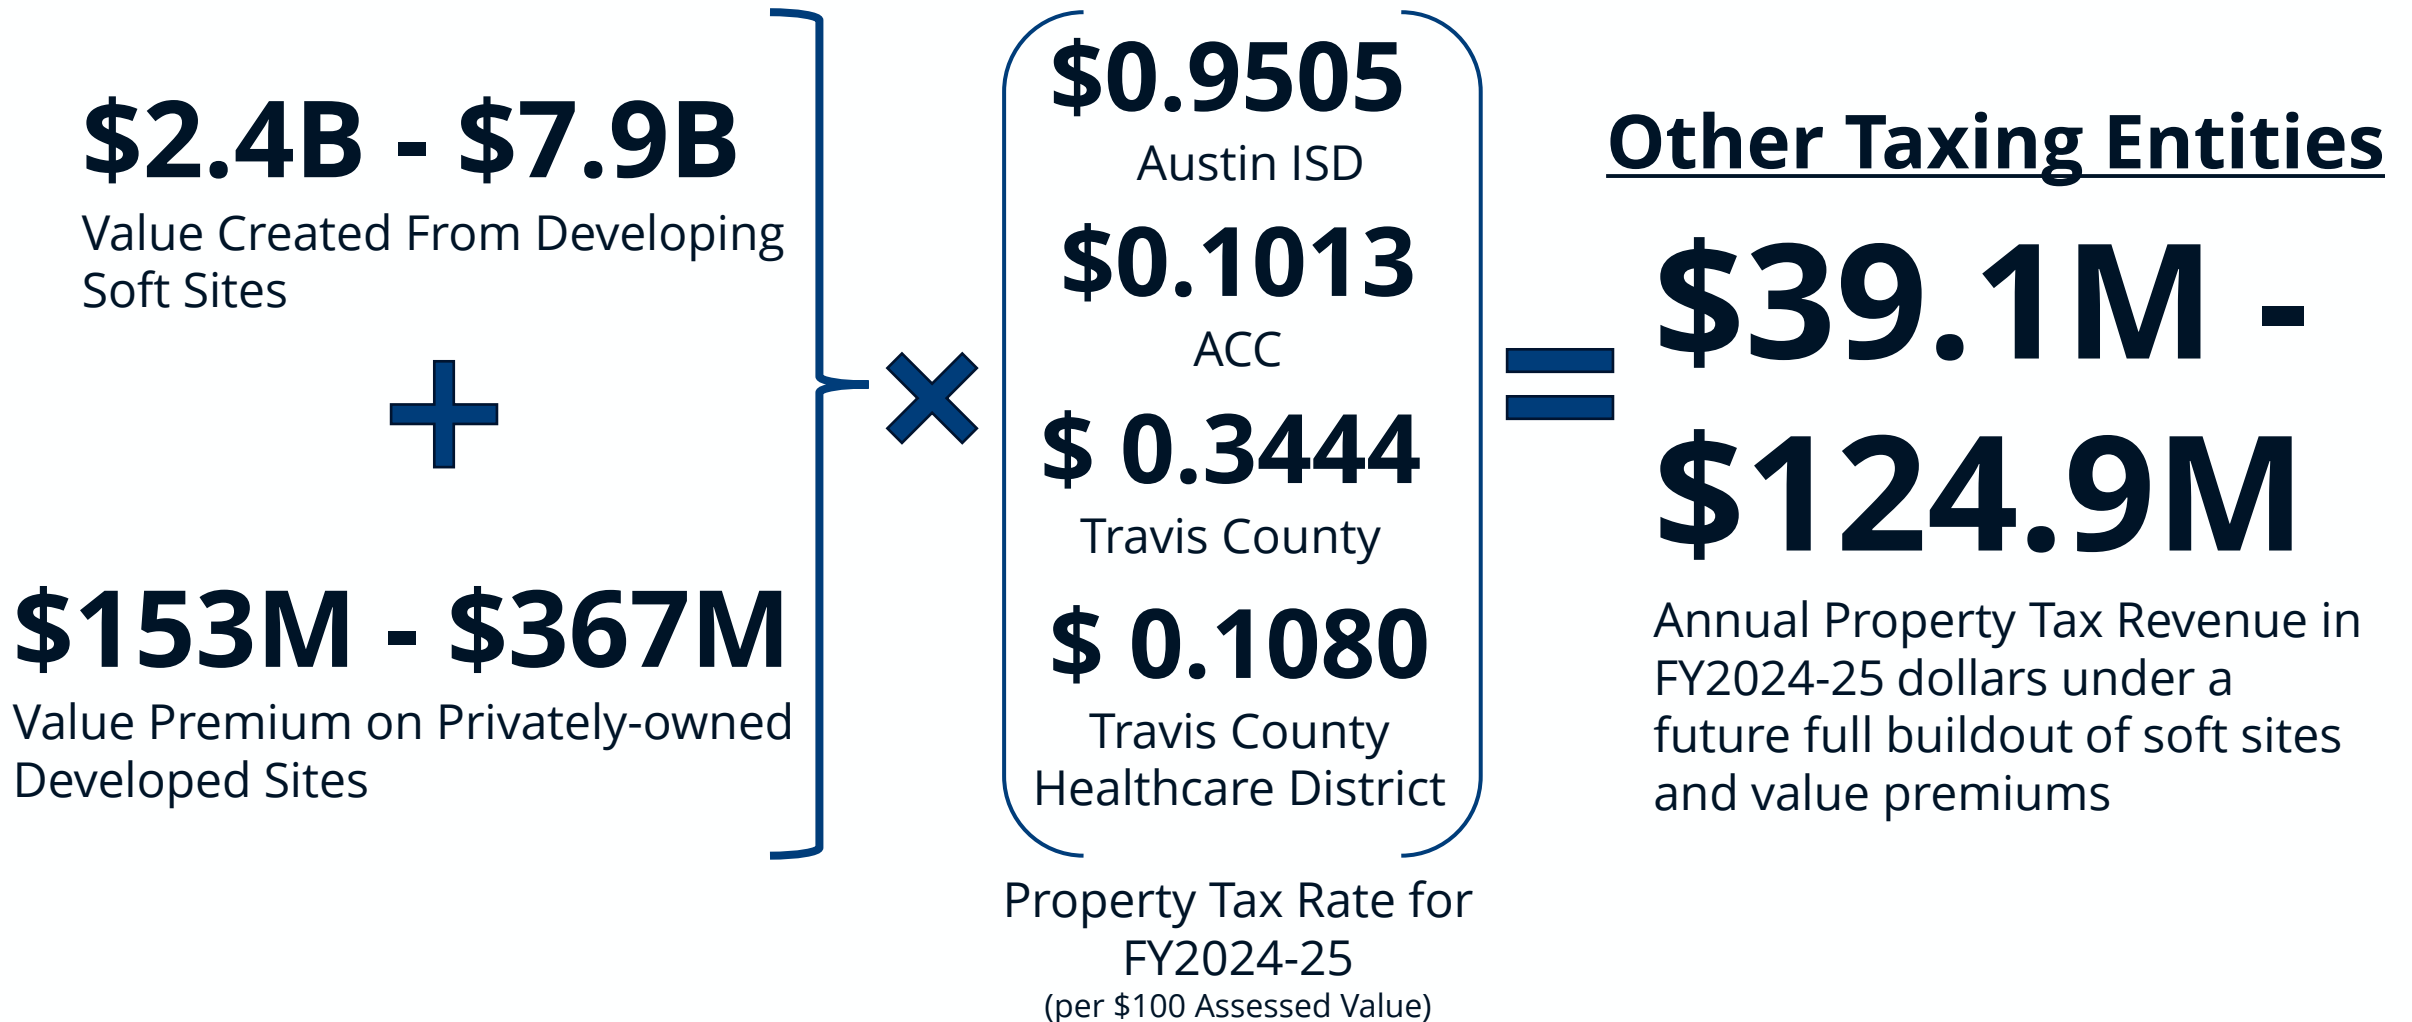 $2.4B - $7.9B
Value Created From Developing
Soft Sites
+
$153M - $367M
Value Premium on Privately-owned
Developed Sites
×
$0.9505
Austin ISD
$0.1013
ACC
$ 0.3444
Travis County
$ 0.1080
Travis County
Healthcare District
Property Tax Rate for
FY2024-25
(per $100 Assessed Value)
=
Other Taxing Entities
$39.1M -
$124.9M
Annual Property Tax Revenue in
FY2024-25 dollars under a
future full buildout of soft sites
and value premiums